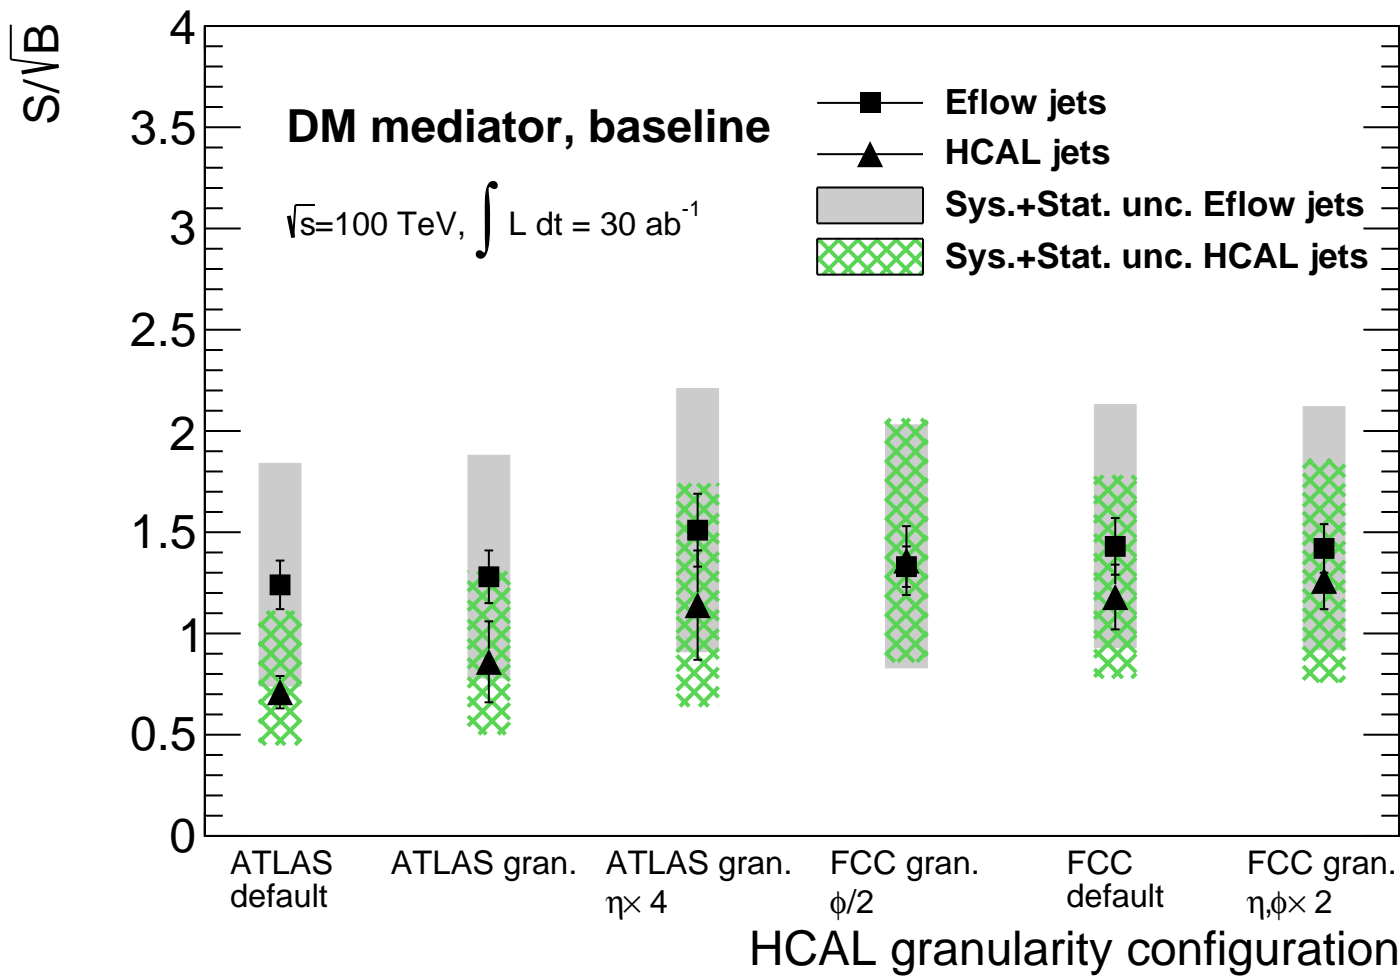 S/√B
4
3.5
3
2.5
2
1.5
1
0.5
0
DM mediator, baseline
√s=100 TeV, ∫ L dt = 30 ab⁻¹
Eflow jets
HCAL jets
Sys.+Stat. unc. Eflow jets
Sys.+Stat. unc. HCAL jets
ATLAS
default
ATLAS gran.
ATLAS gran.
η× 4
FCC gran.
ϕ/2
FCC
default
FCC gran.
η,ϕ× 2
HCAL granularity configuration